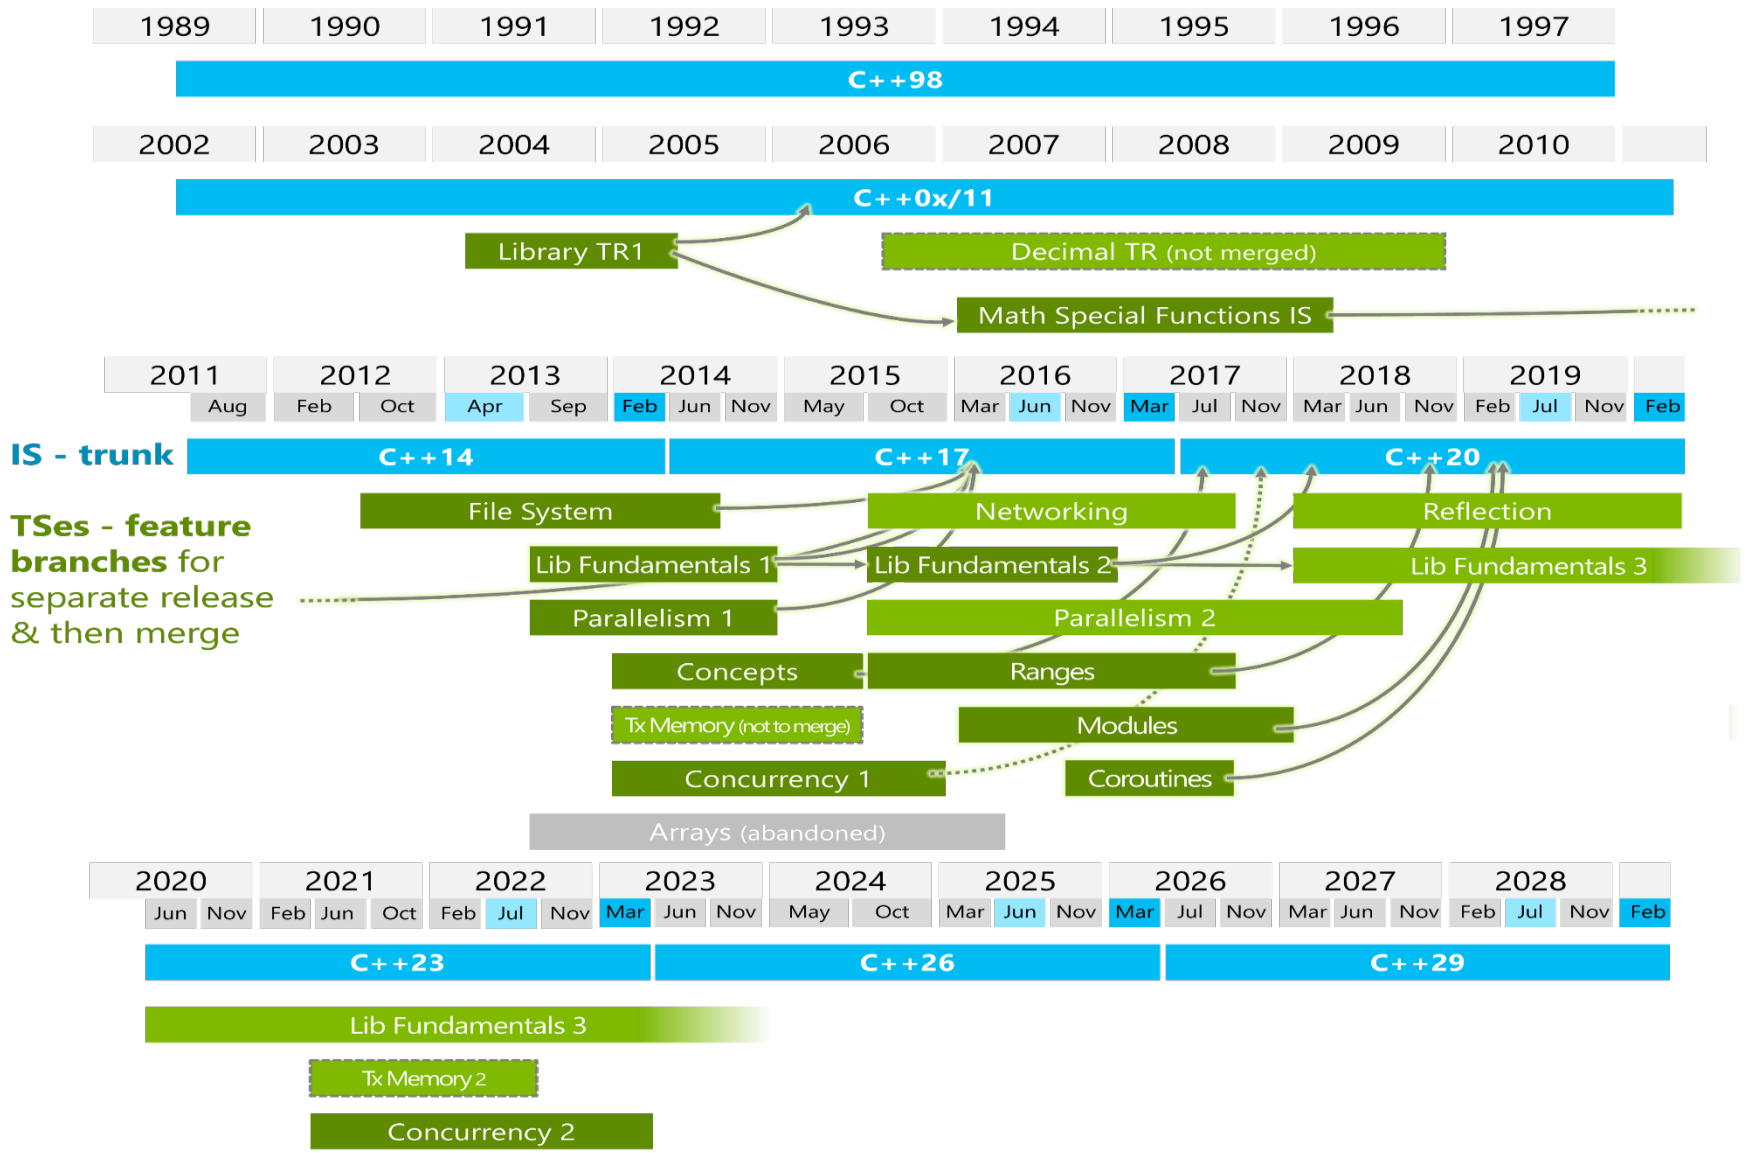 1989 1990 1991 1992 1993 1994 1995 1996 1997
C++98
2002 2003 2004 2005 2006 2007 2008 2009 2010
C++0x/11
Library TR1
Decimal TR (not merged)
Math Special Functions IS
2011 2012 2013 2014 2015 2016 2017 2018 2019
Aug Feb Oct Apr Sep Feb Jun Nov May Oct Mar Jun Nov Mar Jul Nov Mar Jun Nov Feb Jul Nov Feb
IS - trunk
C++14 C++17 C++20
TSes - feature
branches for
separate release
& then merge
File System
Networking
Reflection
Lib Fundamentals 1
Lib Fundamentals 2
Lib Fundamentals 3
Parallelism 1
Parallelism 2
Concepts
Ranges
Tx Memory (not to merge)
Modules
Concurrency 1
Coroutines
Arrays (abandoned)
2020 2021 2022 2023 2024 2025 2026 2027 2028
Jun Nov Feb Jun Oct Feb Jul Nov Mar Jun Nov May Oct Mar Jun Nov Mar Jul Nov Mar Jun Nov Feb Jul Nov Feb
C++23 C++26 C++29
Lib Fundamentals 3
Tx Memory 2
Concurrency 2